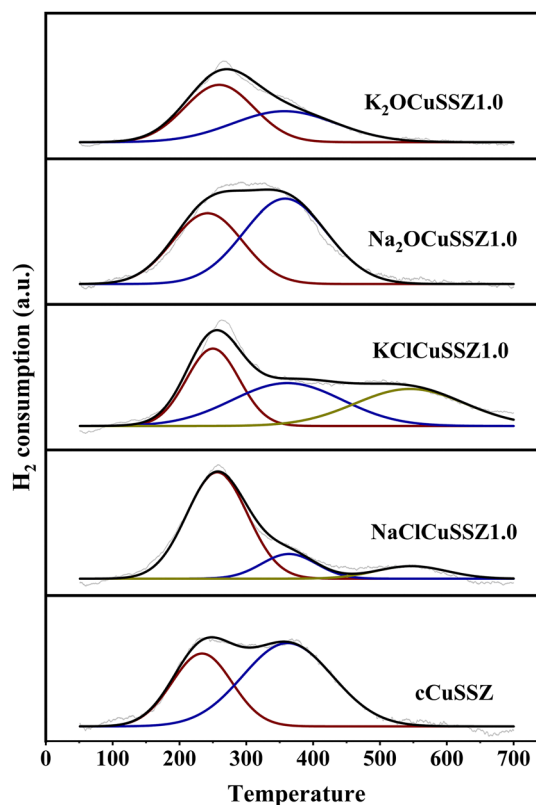 K₂OCuSSZ1.0
Na₂OCuSSZ1.0
KClCuSSZ1.0
NaClCuSSZ1.0
cCuSSZ
H₂ consumption (a.u.)
0 100 200 300 400 500 600 700
Temperature